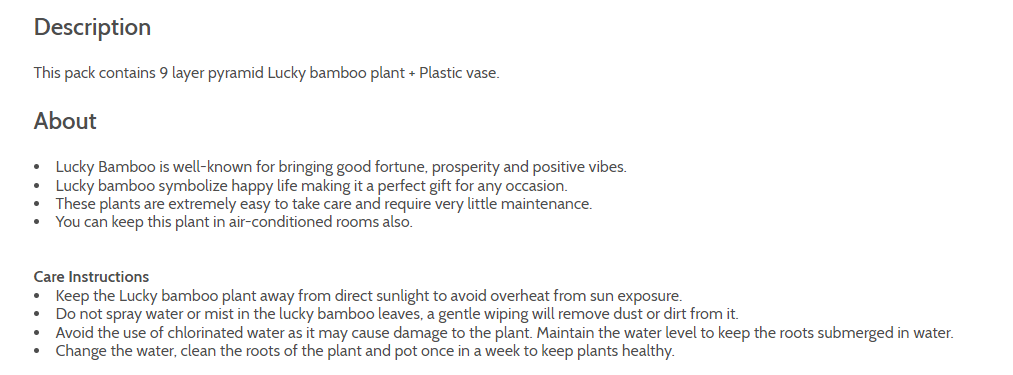 Description
This pack contains 9 layer pyramid Lucky bamboo plant + Plastic vase.
About
• Lucky Bamboo is well-known for bringing good fortune, prosperity and positive vibes.
• Lucky bamboo symbolize happy life making it a perfect gift for any occasion.
• These plants are extremely easy to take care and require very little maintenance.
• You can keep this plant in air-conditioned rooms also.
Care Instructions
• Keep the Lucky bamboo plant away from direct sunlight to avoid overheat from sun exposure.
• Do not spray water or mist in the lucky bamboo leaves, a gentle wiping will remove dust or dirt from it.
• Avoid the use of chlorinated water as it may cause damage to the plant. Maintain the water level to keep the roots submerged in water.
• Change the water, clean the roots of the plant and pot once in a week to keep plants healthy.